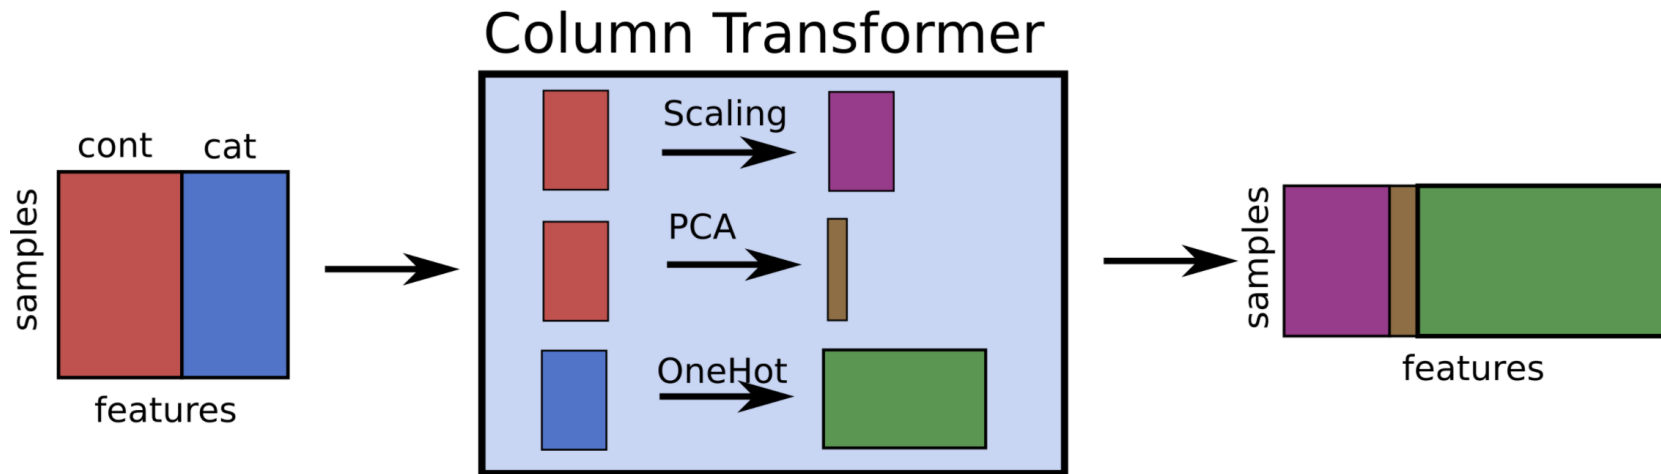 Column Transformer
cont
cat
samples
features
Scaling
PCA
OneHot
samples
features